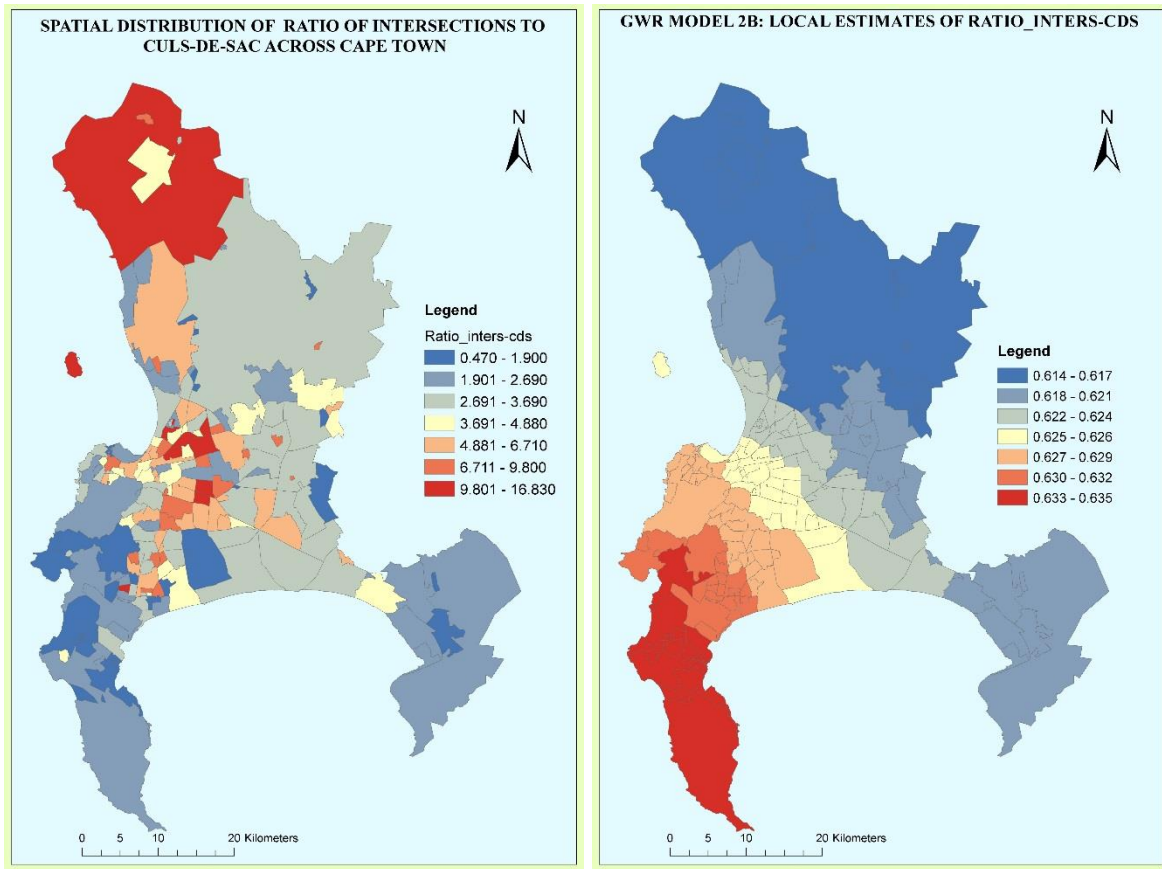 SPATIAL DISTRIBUTION OF RATIO OF INTERSECTIONS TO
CULS-DE-SAC ACROSS CAPE TOWN
N
Legend
Ratio_inters-cds
0.470 - 1.900
1.901 - 2.690
2.691 - 3.690
3.691 - 4.880
4.881 - 6.710
6.711 - 9.800
9.801 - 16.830
0 5 10 20 Kilometers
GWR MODEL 2B: LOCAL ESTIMATES OF RATIO_INTERS-CDS
N
Legend
0.614 - 0.617
0.618 - 0.621
0.622 - 0.624
0.625 - 0.626
0.627 - 0.629
0.630 - 0.632
0.633 - 0.635
0 5 10 20 Kilometers